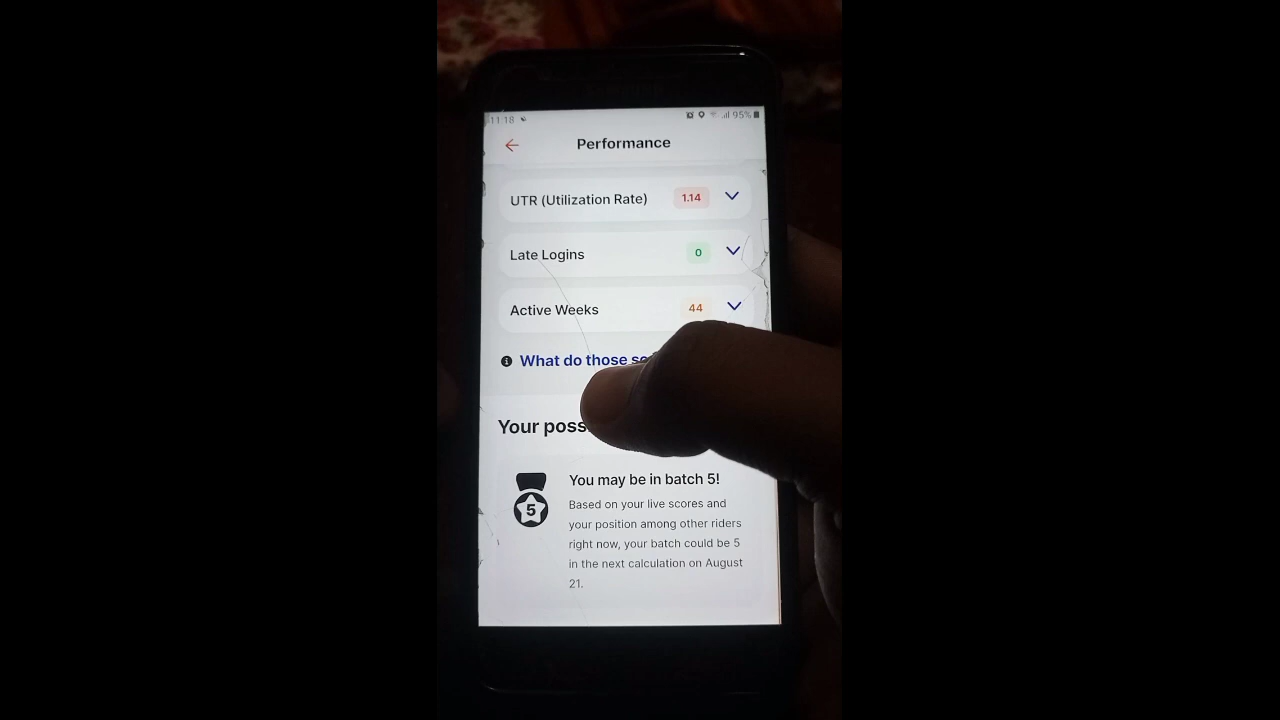 11:18 95%
Performance
UTR (Utilization Rate) 1.14
Late Logins 0
Active Weeks 44
What do those
Your
You may be in batch 5!
5
Based on your live scores and
your position among other riders
right now, your batch could be 5
in the next calculation on August
21.